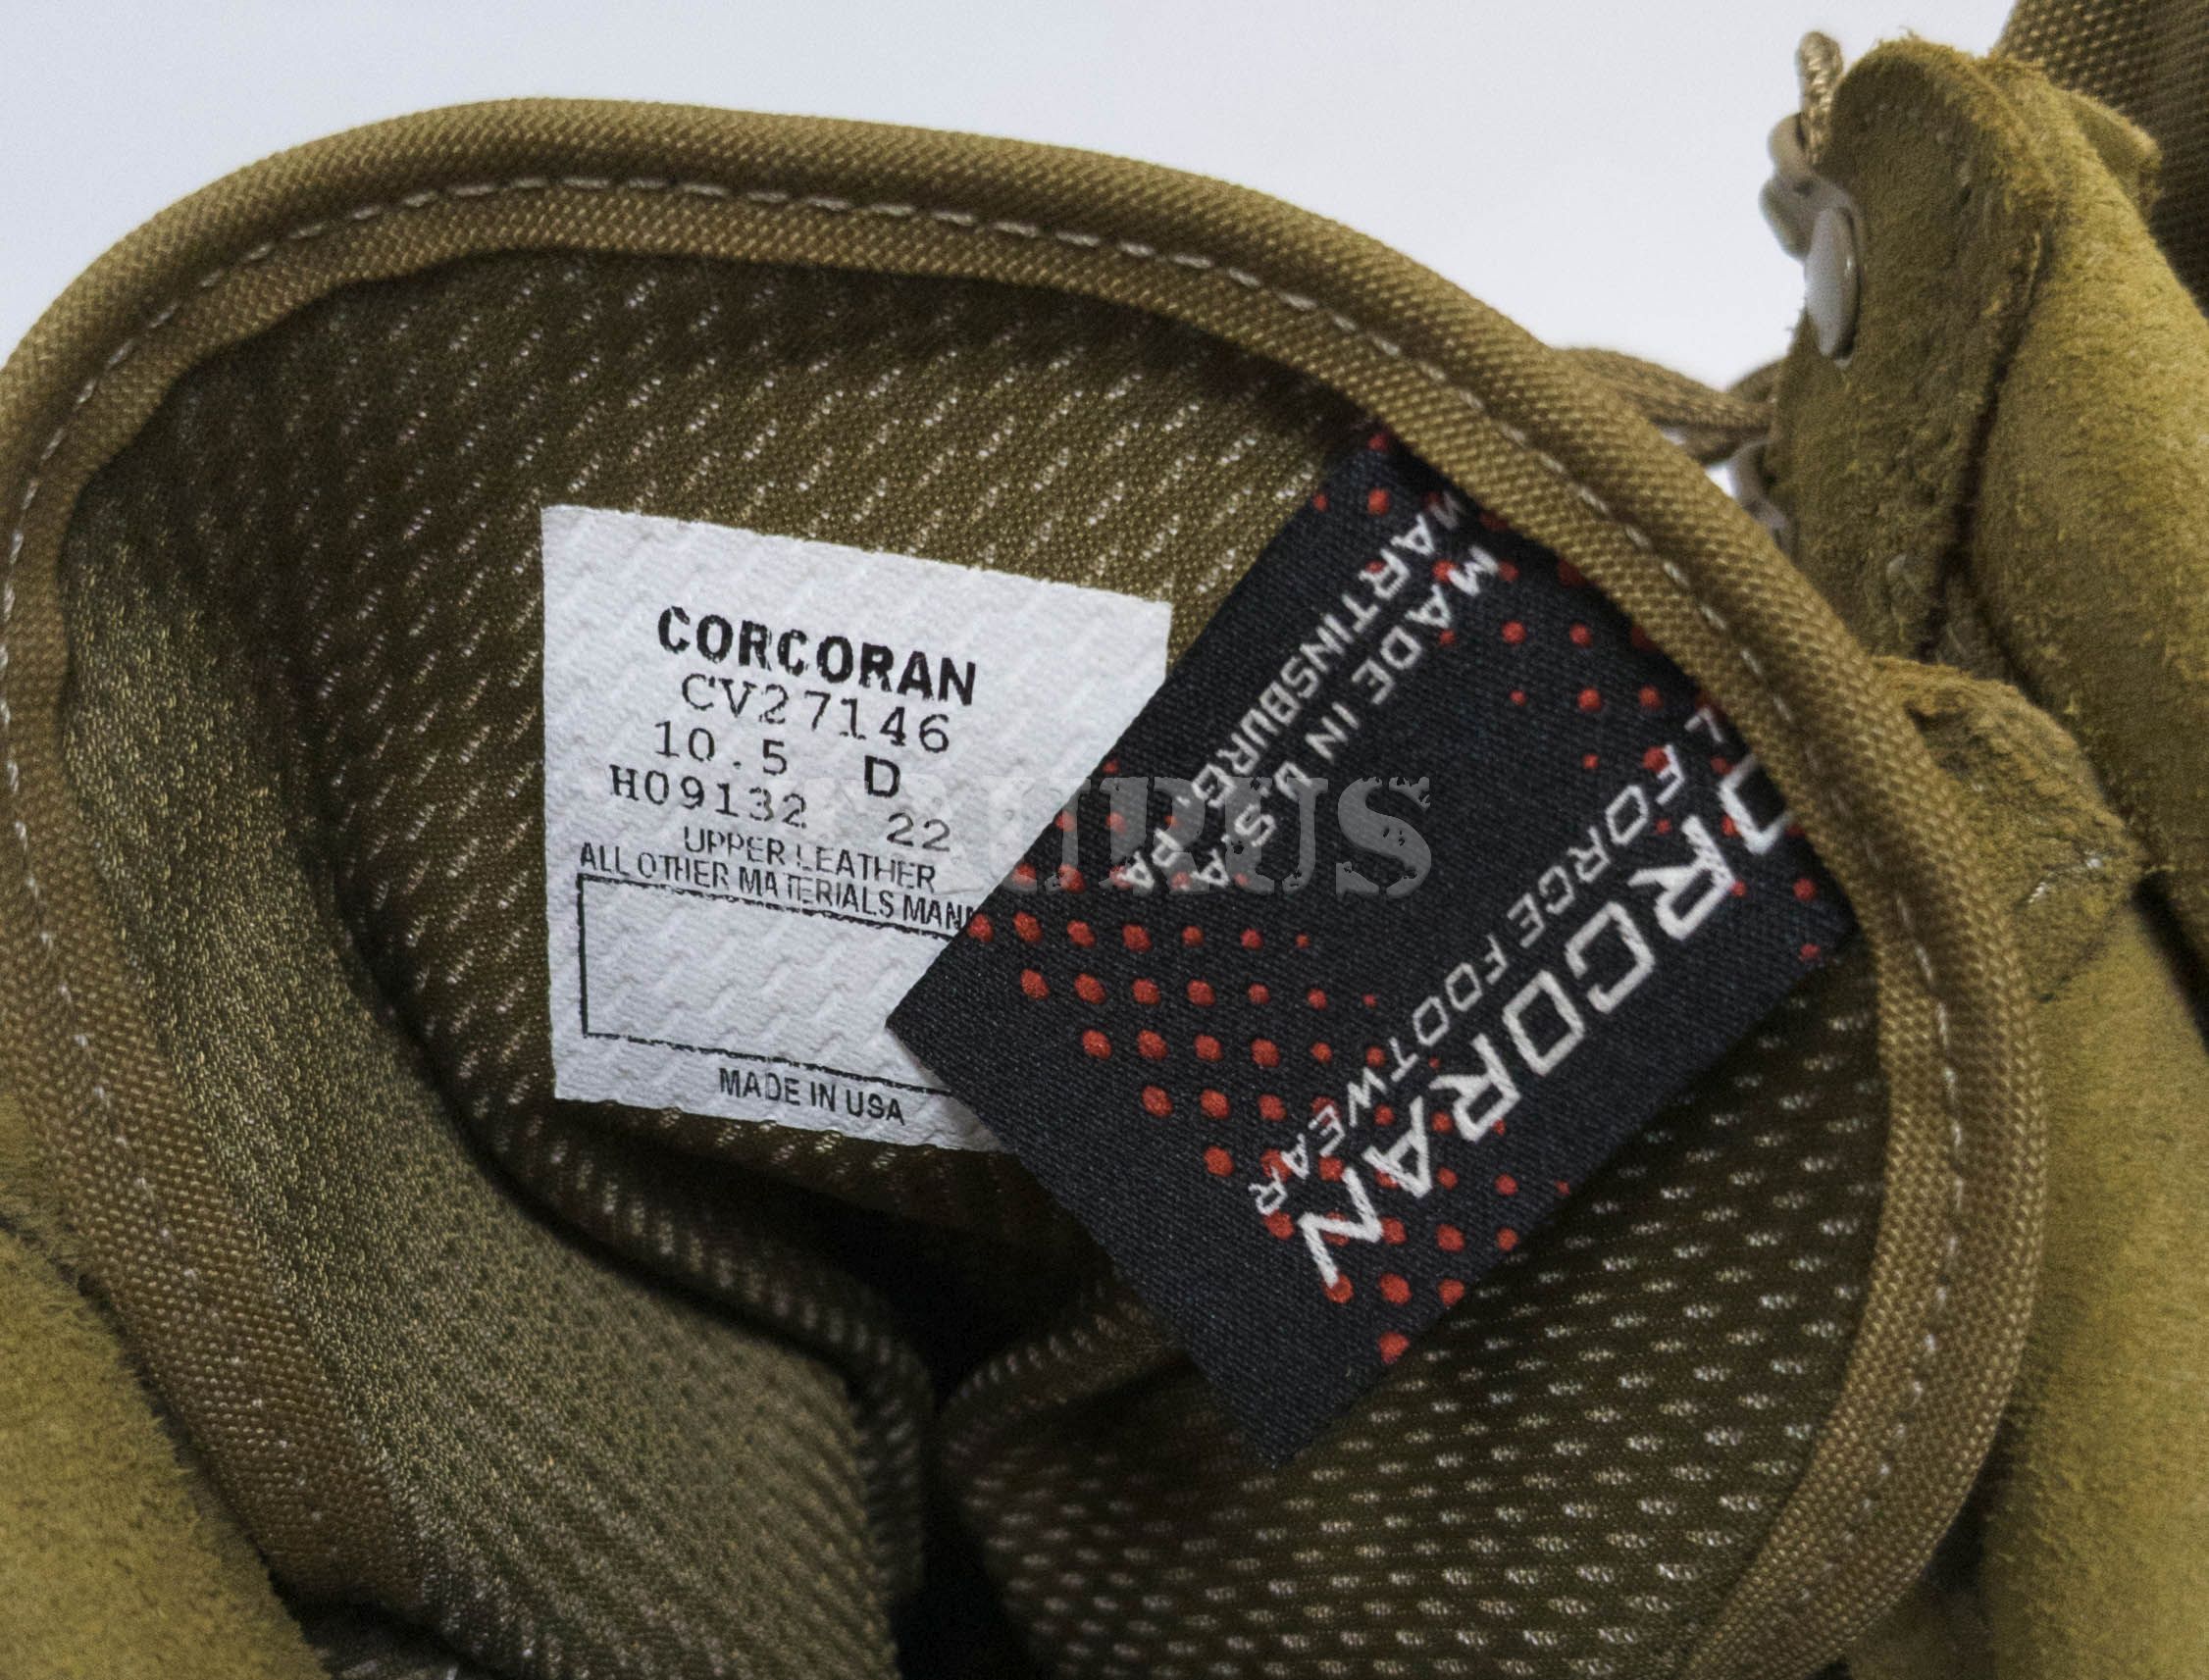 CORCORAN
CV27146
10.5 D
H09132 22
UPPER LEATHER
ALL OTHER MATERIALS
MADE IN USA
MADE IN U.S.A.
MARTINSBURG, PA
CORCORAN
FORCE FOOTWEAR